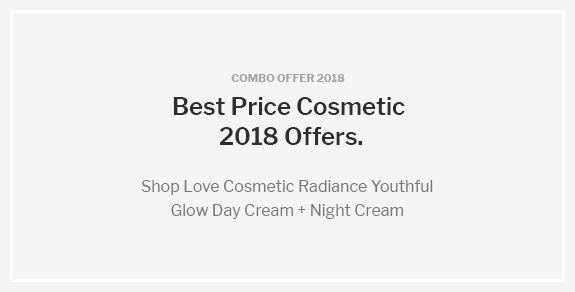 COMBO OFFER 2018
Best Price Cosmetic
2018 Offers.
Shop Love Cosmetic Radiance Youthful
Glow Day Cream + Night Cream